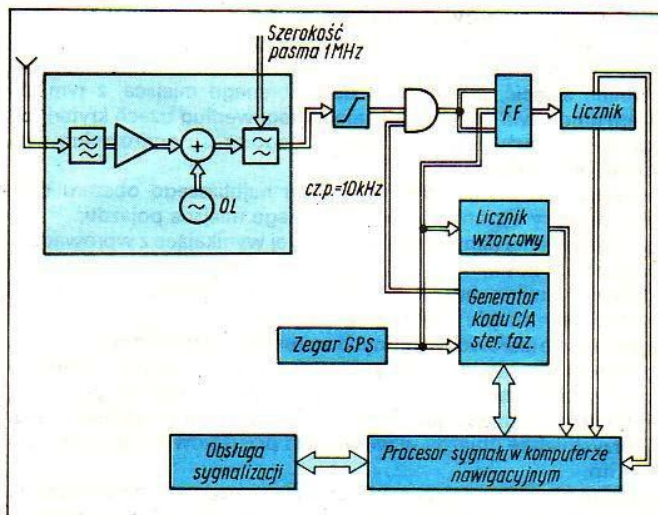 Szerokość
pasma 1MHz
OL
cz.p.=10kHz
FF
Licznik
Licznik
wzorcowy
Generator
kodu C/A
ster. faz.
Zegar GPS
Obsługa
sygnalizacji
Procesor sygnału w komputerze
nawigacyjnym